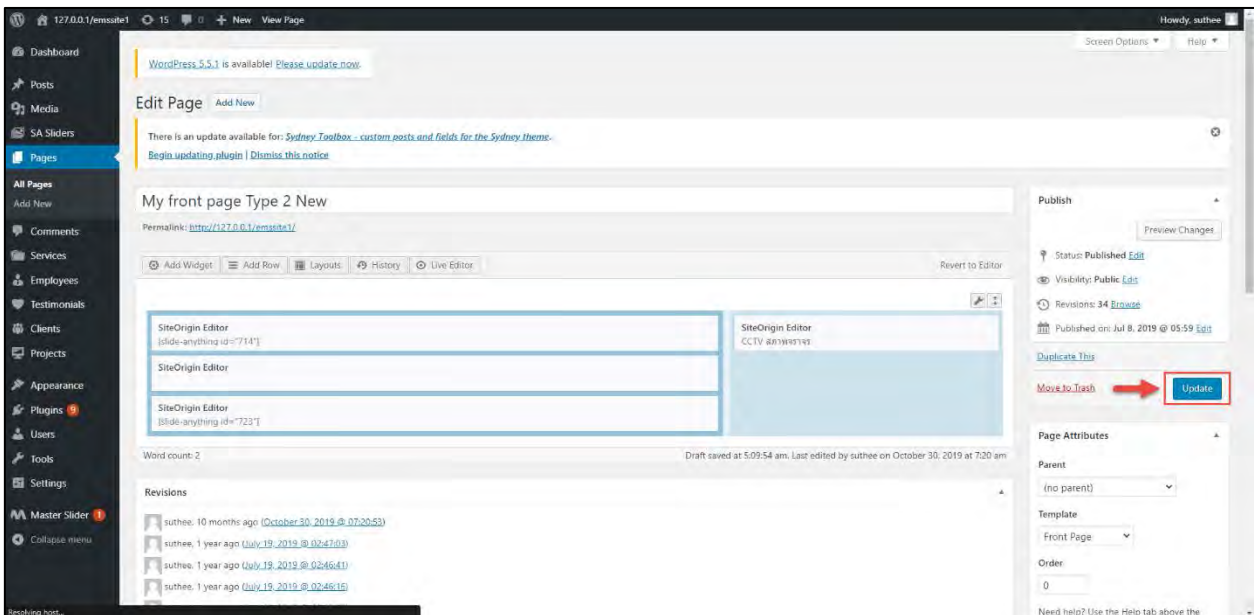 127.0.0.1/emssite1 15 0 New View Page Howdy, suthee
Screen Options Help
Dashboard
Posts
Media
SA Sliders
Pages
All Pages
Add New
Comments
Services
Employees
Testimonials
Clients
Projects
Appearance
Plugins 9
Users
Tools
Settings
Master Slider 1
Collapse menu
WordPress 5.5.1 is available! Please update now.
Edit Page Add New
There is an update available for: Sydney Toolbox - custom posts and fields for the Sydney theme.
Begin updating plugin | Dismiss this notice
My front page Type 2 New
Permalink: http://127.0.0.1/emssite1/
Add Widget Add Row Layouts History Live Editor Revert to Editor
SiteOrigin Editor
[slide-anything id="714"]
SiteOrigin Editor
SiteOrigin Editor
[slide-anything id="723"]
SiteOrigin Editor
CCTV สภาพจราจร
Word count: 2 Draft saved at 5:09:54 am. Last edited by suthee on October 30, 2019 at 7:20 am
Revisions
suthee, 10 months ago (October 30, 2019 @ 07:20:53)
suthee, 1 year ago (July 19, 2019 @ 02:47:03)
suthee, 1 year ago (July 19, 2019 @ 02:46:41)
suthee, 1 year ago (July 19, 2019 @ 02:46:16)
Publish
Preview Changes
Status: Published Edit
Visibility: Public Edit
Revisions: 34 Browse
Published on: Jul 8, 2019 @ 05:59 Edit
Duplicate This
Move to Trash Update
Page Attributes
Parent
(no parent)
Template
Front Page
Order
0
Need help? Use the Help tab above the
Resolving host...